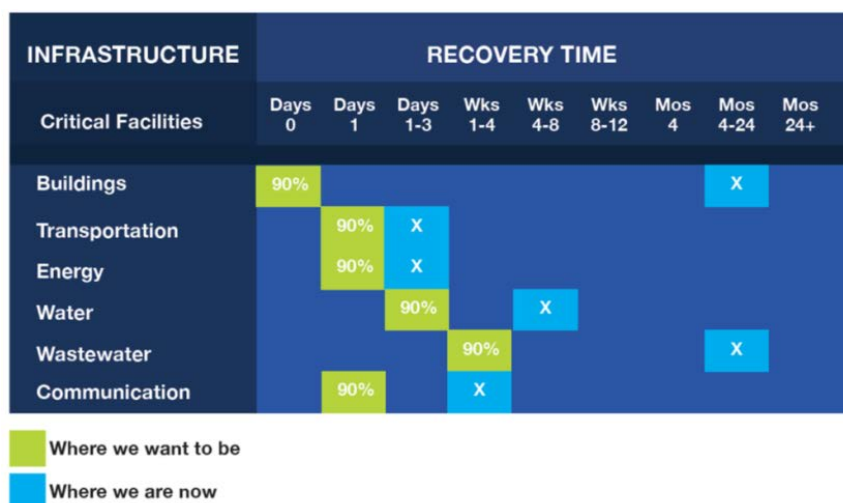 INFRASTRUCTURE RECOVERY TIME
Critical Facilities Days 0 Days 1 Days 1-3 Wks 1-4 Wks 4-8 Wks 8-12 Mos 4 Mos 4-24 Mos 24+
Buildings 90% X
Transportation 90% X
Energy 90% X
Water 90% X
Wastewater 90% X
Communication 90% X
Where we want to be
Where we are now